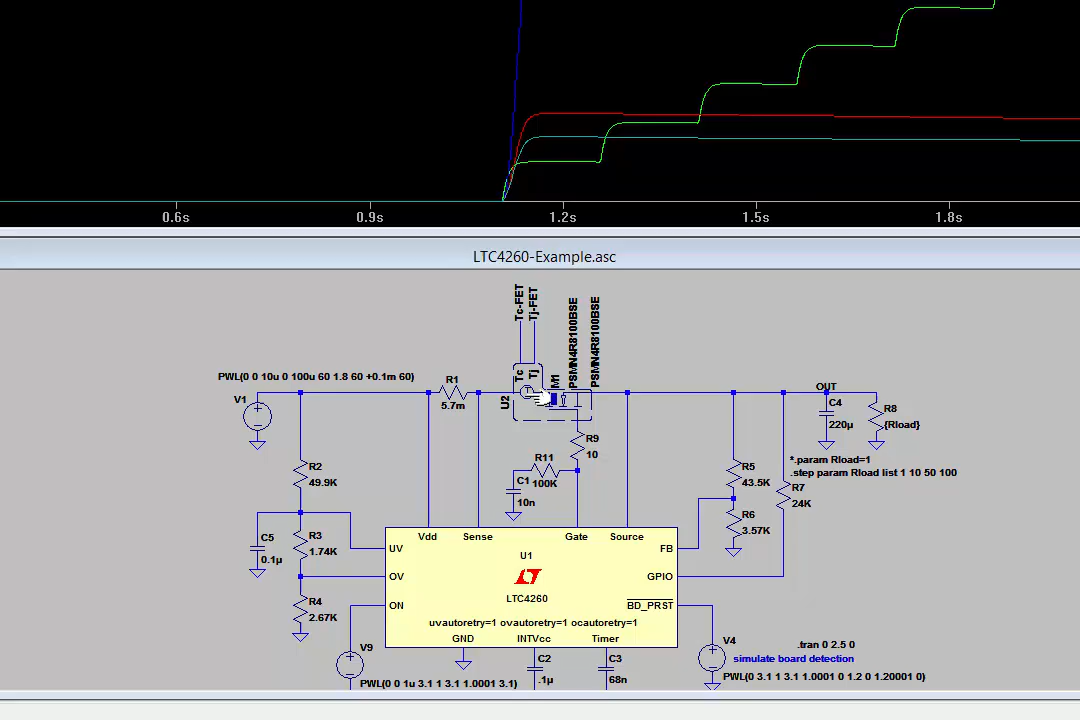 0.6s 0.9s 1.2s 1.5s 1.8s
LTC4260-Example.asc
Tc-FET
Tj-FET
PSMN4R8100BSE
PSMN4R8100BSE
PWL(0 0 10u 0 100u 60 1.8 60 +0.1m 60)
R1
5.7m
Tc
Tj
M1
U2
OUT
V1
C4
220µ
R8
{Rload}
R9
10
*.param Rload=1
.step param Rload list 1 10 50 100
R11
100K
C1
10n
R2
49.9K
R5
43.5K
R7
24K
R6
3.57K
C5
0.1µ
R3
1.74K
R4
2.67K
Vdd Sense Gate Source
UV FB
U1
OV GPIO
LTC4260
ON BD_PRST
uvautoretry=1 ovautoretry=1 ocautoretry=1
GND INTVcc Timer
V9
C2
.1µ
C3
68n
V4
.tran 0 2.5 0
simulate board detection
PWL(0 0 1u 3.1 1 3.1 1.0001 3.1)
PWL(0 3.1 1 3.1 1.0001 0 1.2 0 1.20001 0)